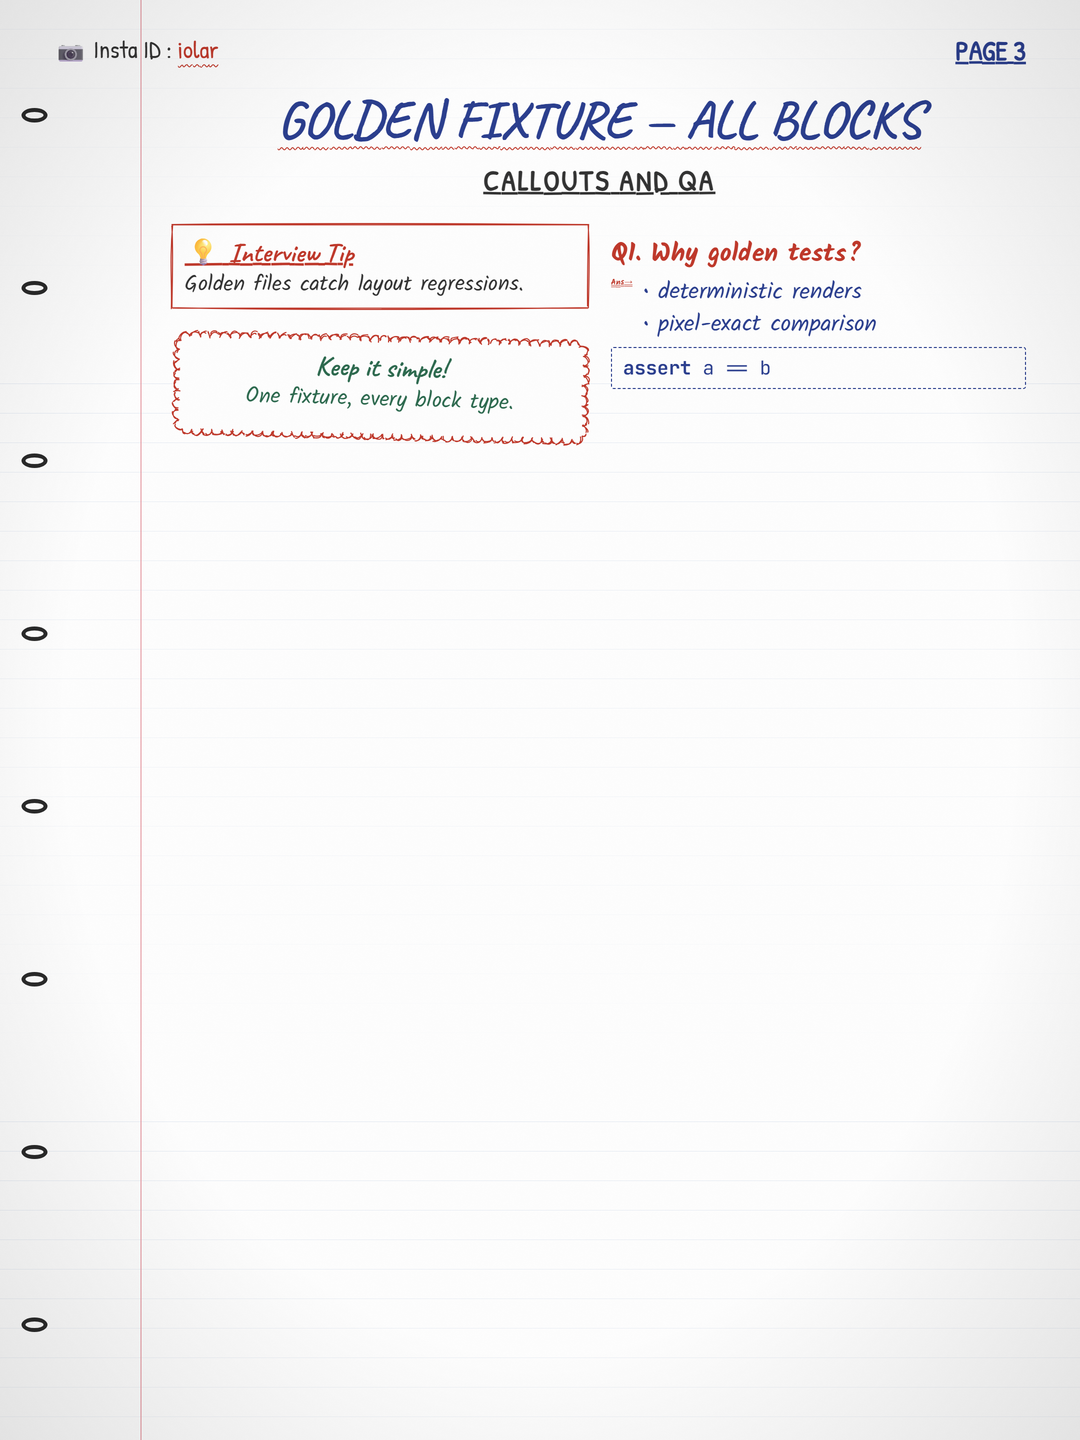 📷 Insta ID : iolar
PAGE 3
GOLDEN FIXTURE – ALL BLOCKS
CALLOUTS AND QA
💡 Interview Tip
Golden files catch layout regressions.
Keep it simple!
One fixture, every block type.
Q1. Why golden tests?
Ans→
· deterministic renders
· pixel-exact comparison
assert a == b